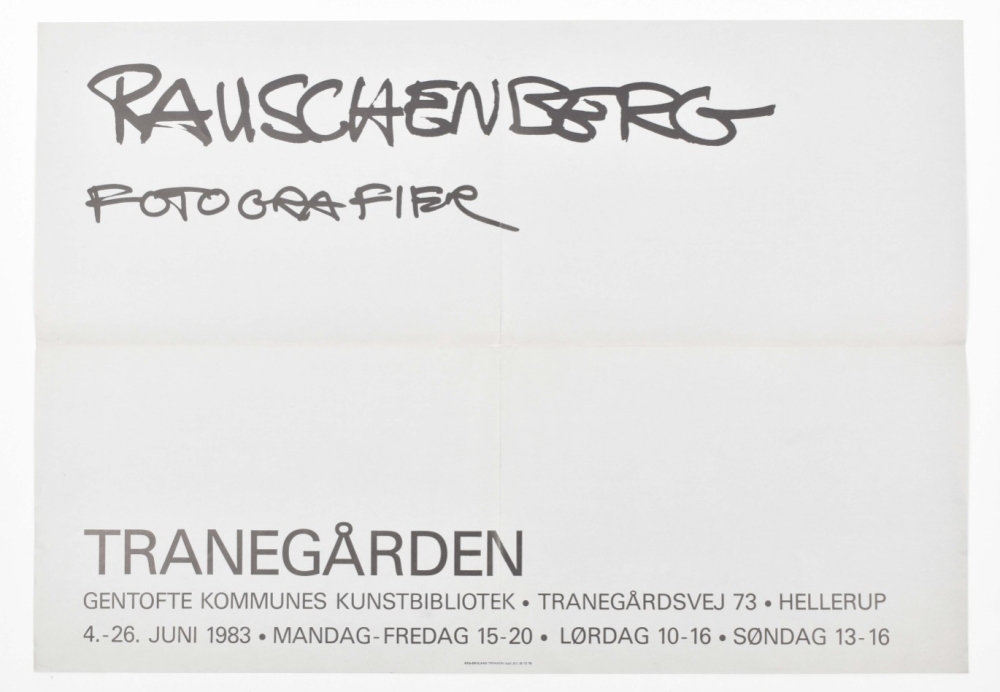 RAUSCHENBERG
FOTOGRAFIER
TRANEGÅRDEN
GENTOFTE KOMMUNES KUNSTBIBLIOTEK • TRANEGÅRDSVEJ 73 • HELLERUP
4.-26. JUNI 1983 • MANDAG-FREDAG 15-20 • LØRDAG 10-16 • SØNDAG 13-16